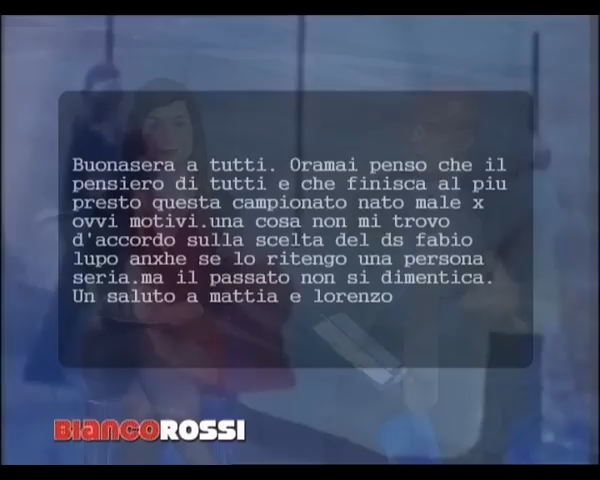 Buonasera a tutti. Oramai penso che il
pensiero di tutti e che finisca al piu
presto questa campionato nato male x
ovvi motivi.una cosa non mi trovo
d'accordo sulla scelta del ds fabio
lupo anxhe se lo ritengo una persona
seria.ma il passato non si dimentica.
Un saluto a mattia e lorenzo
BIANCOROSSI